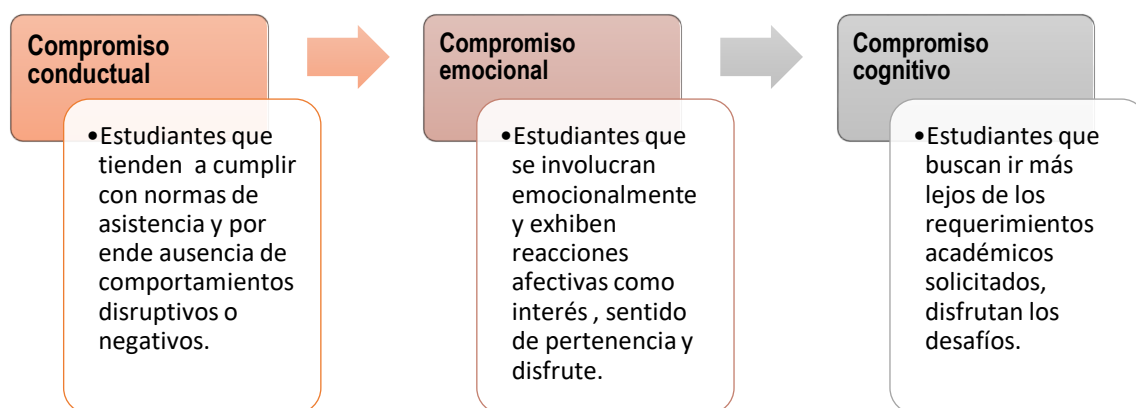 Compromiso
conductual
•Estudiantes que
tienden a cumplir
con normas de
asistencia y por
ende ausencia de
comportamientos
disruptivos o
negativos.
Compromiso
emocional
•Estudiantes que
se involucran
emocionalmente
y exhiben
reacciones
afectivas como
interés , sentido
de pertenencia y
disfrute.
Compromiso
cognitivo
•Estudiantes que
buscan ir más
lejos de los
requerimientos
académicos
solicitados,
disfrutan los
desafíos.